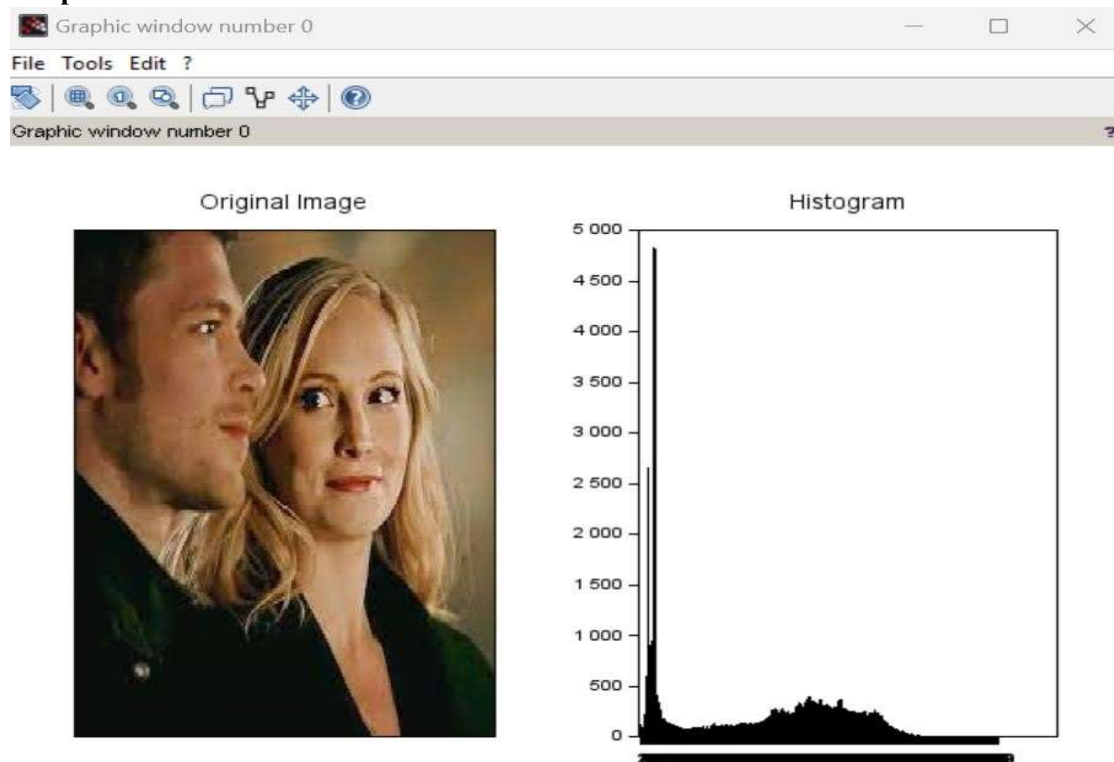 Graphic window number 0
File Tools Edit ?
Graphic window number 0
?
Original Image
Histogram
5 000
4 500
4 000
3 500
3 000
2 500
2 000
1 500
1 000
500
0